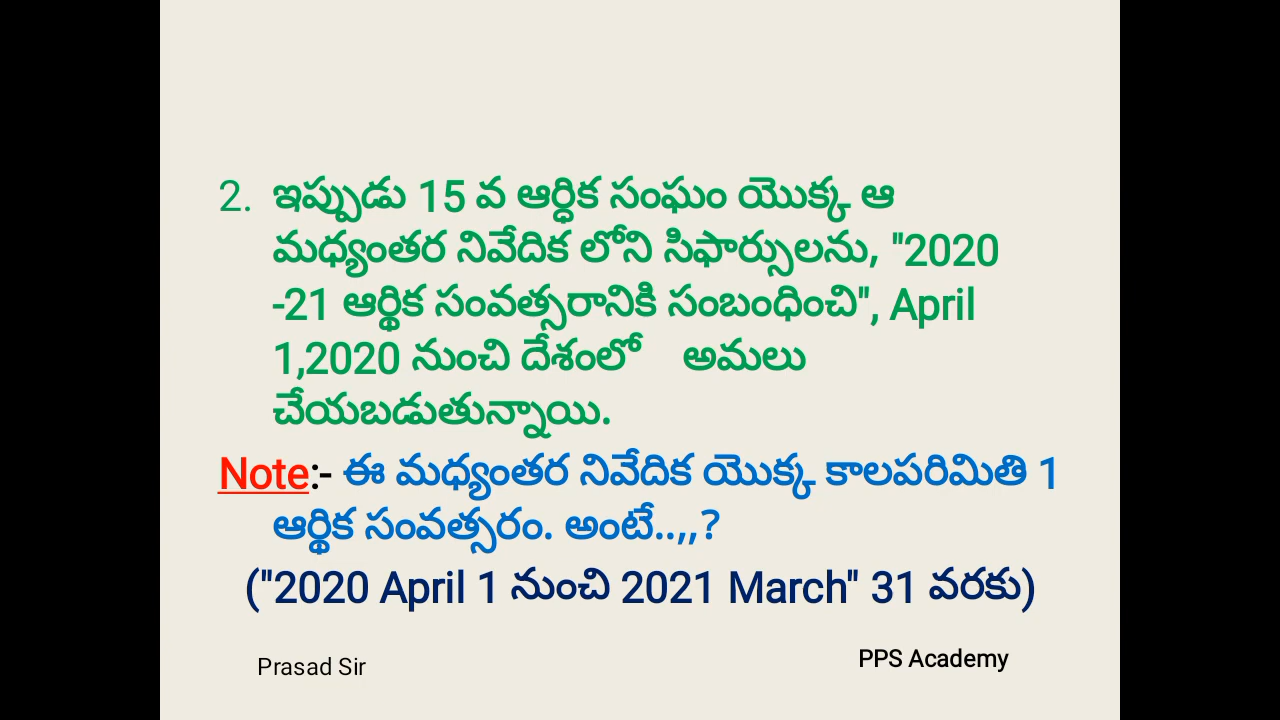 2. ఇప్పుడు 15 వ ఆర్ధిక సంఘం యొక్క ఆ
మధ్యంతర నివేదిక లోని సిఫార్సులను, "2020
-21 ఆర్థిక సంవత్సరానికి సంబంధించి", April
1,2020 నుంచి దేశంలో అమలు
చేయబడుతున్నాయి.
Note:- ఈ మధ్యంతర నివేదిక యొక్క కాలపరిమితి 1
ఆర్థిక సంవత్సరం. అంటే..,,?
("2020 April 1 నుంచి 2021 March" 31 వరకు)
Prasad Sir
PPS Academy